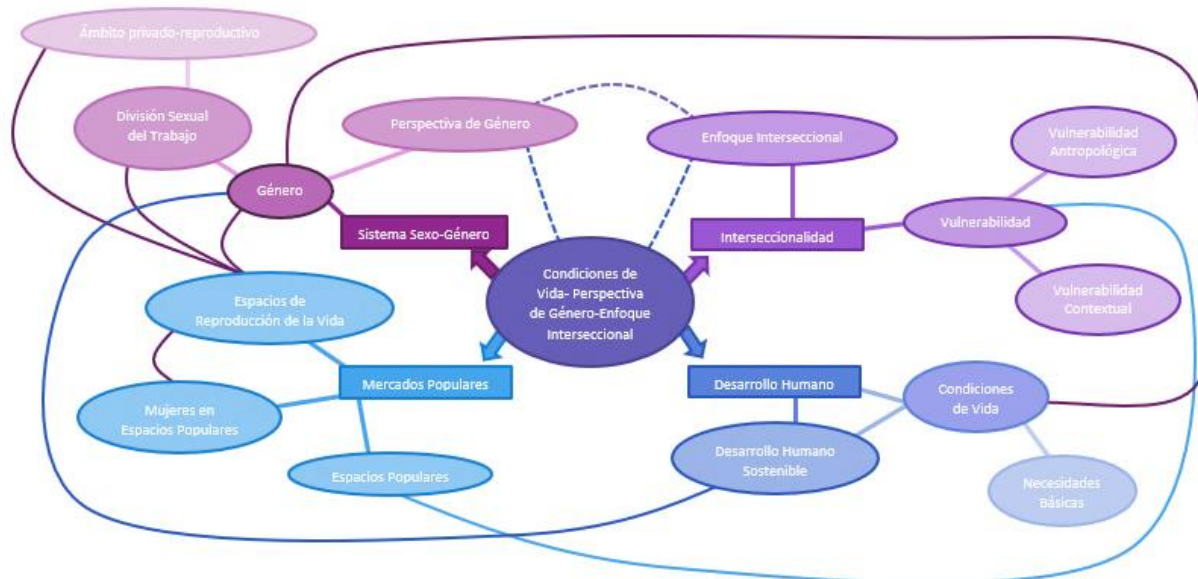 Ámbito privado-reproductivo
División Sexual
del Trabajo
Perspectiva de Género
Enfoque Interseccional
Vulnerabilidad
Antropológica
Género
Sistema Sexo-Género
Interseccionalidad
Vulnerabilidad
Condiciones de
Vida- Perspectiva
de Género-Enfoque
Interseccional
Espacios de
Reproducción de la Vida
Vulnerabilidad
Contextual
Mercados Populares
Desarrollo Humano
Condiciones
de Vida
Mujeres en
Espacios Populares
Desarrollo Humano
Sostenible
Espacios Populares
Necesidades
Básicas